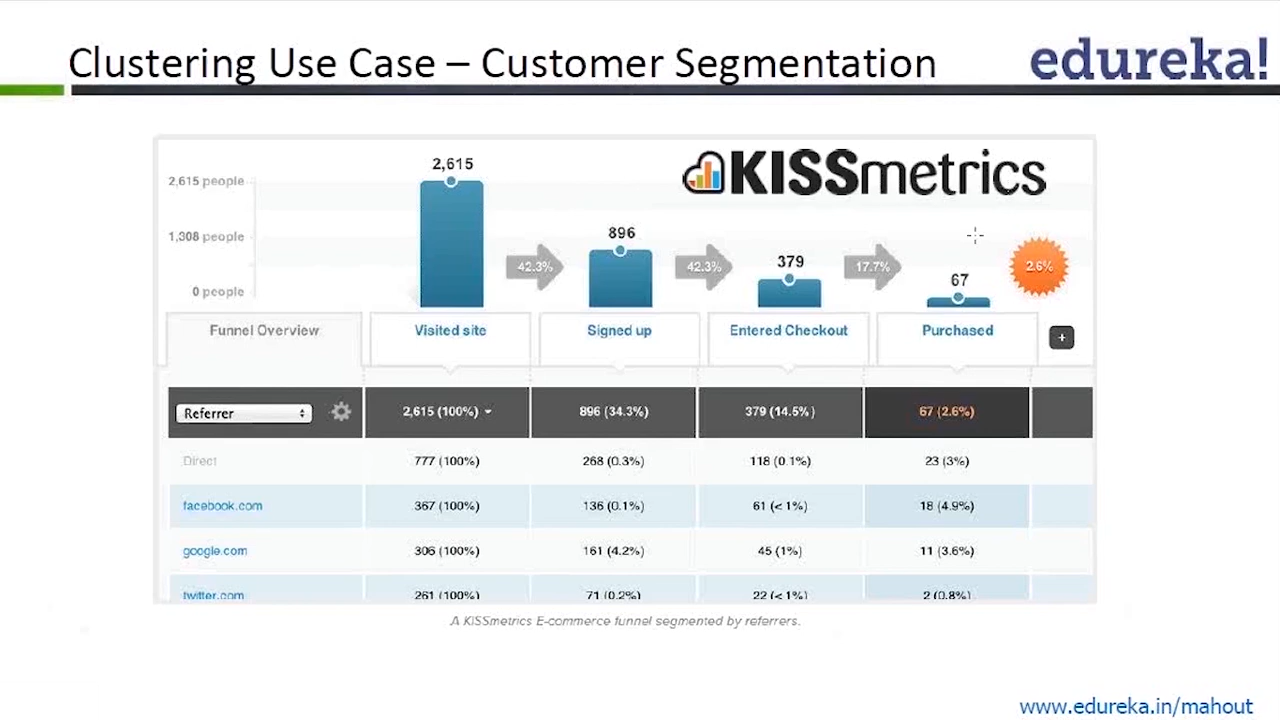 Clustering Use Case – Customer Segmentation
edureka!
KISSmetrics
2,615
2,615 people
896
1,308 people
379
42.3%
42.3%
17.7%
2.6%
67
0 people
Funnel Overview
Visited site
Signed up
Entered Checkout
Purchased
+
Referrer
2,615 (100%)
896 (34.3%)
379 (14.5%)
67 (2.6%)
Direct
777 (100%)
268 (0.3%)
118 (0.1%)
23 (3%)
facebook.com
367 (100%)
136 (0.1%)
61 (< 1%)
18 (4.9%)
google.com
306 (100%)
161 (4.2%)
45 (1%)
11 (3.6%)
twitter.com
261 (100%)
71 (0.2%)
22 (< 1%)
2 (0.8%)
A KISSmetrics E-commerce funnel segmented by referrers.
www.edureka.in/mahout